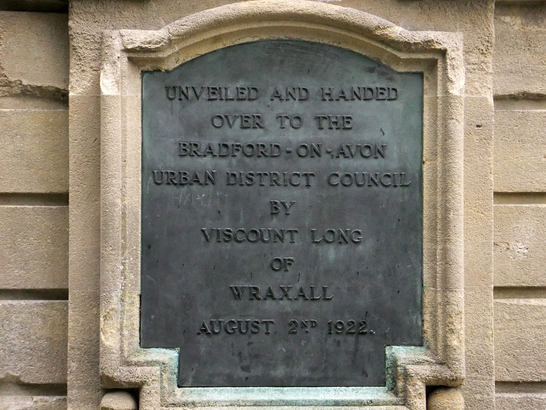 UNVEILED AND HANDED
OVER TO THE
BRADFORD-ON-AVON
URBAN DISTRICT COUNCIL
BY
VISCOUNT LONG
OF
WRAXALL
AUGUST 2ND 1922.